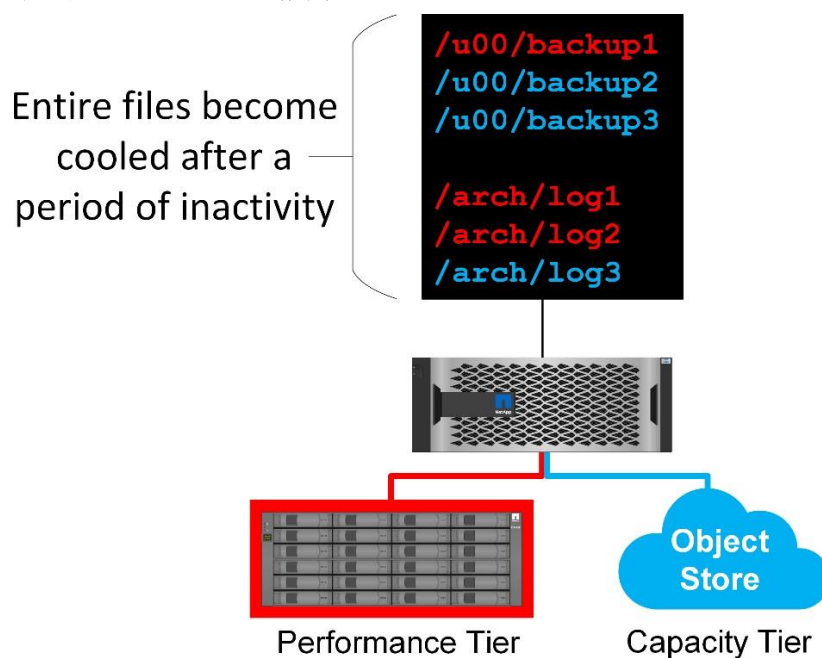 /u00/backup1
/u00/backup2
/u00/backup3
Entire files become
cooled after a
period of inactivity
/arch/log1
/arch/log2
/arch/log3
NetApp
Object
Store
Performance Tier
Capacity Tier